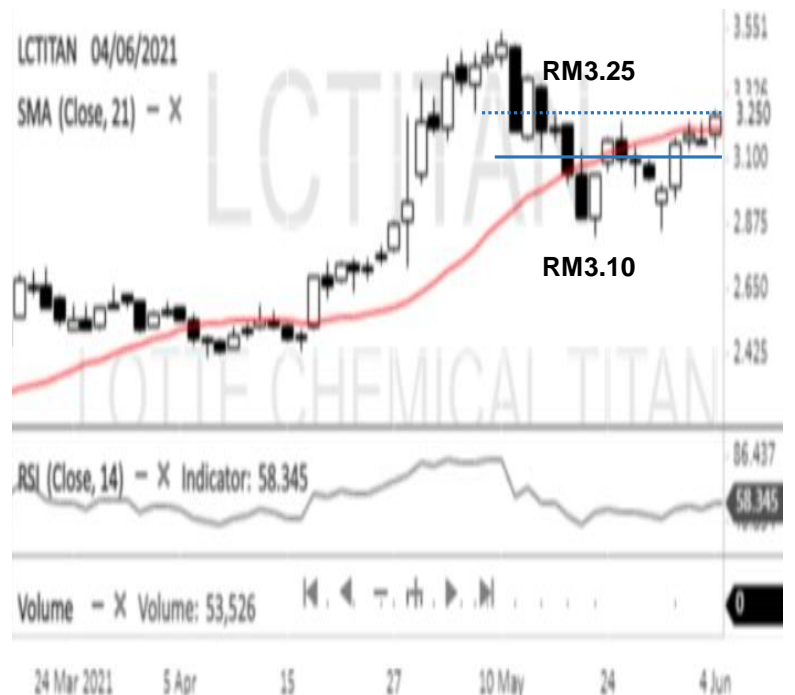 LCTITAN 04/06/2021
SMA (Close, 21) – X
LCTITAN
LOTTE CHEMICAL TITAN
RM3.25
RM3.10
3.551
3.326
3.250
3.100
2.875
2.650
2.425
RSI (Close, 14) – X Indicator: 58.345
86.437
58.345
Volume – X Volume: 53,526
0
24 Mar 2021 5 Apr 15 27 10 May 24 4 Jun